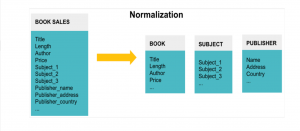 Normalization
BOOK SALES
Title
Length
Author
Price
Subject_1
Subject_2
Subject_3
Publisher_name
Publisher_address
Publisher_country
...
BOOK
Title
Length
Author
Price
...
SUBJECT
Subject_1
Subject_2
Subject_3
...
PUBLISHER
Name
Address
Country
...